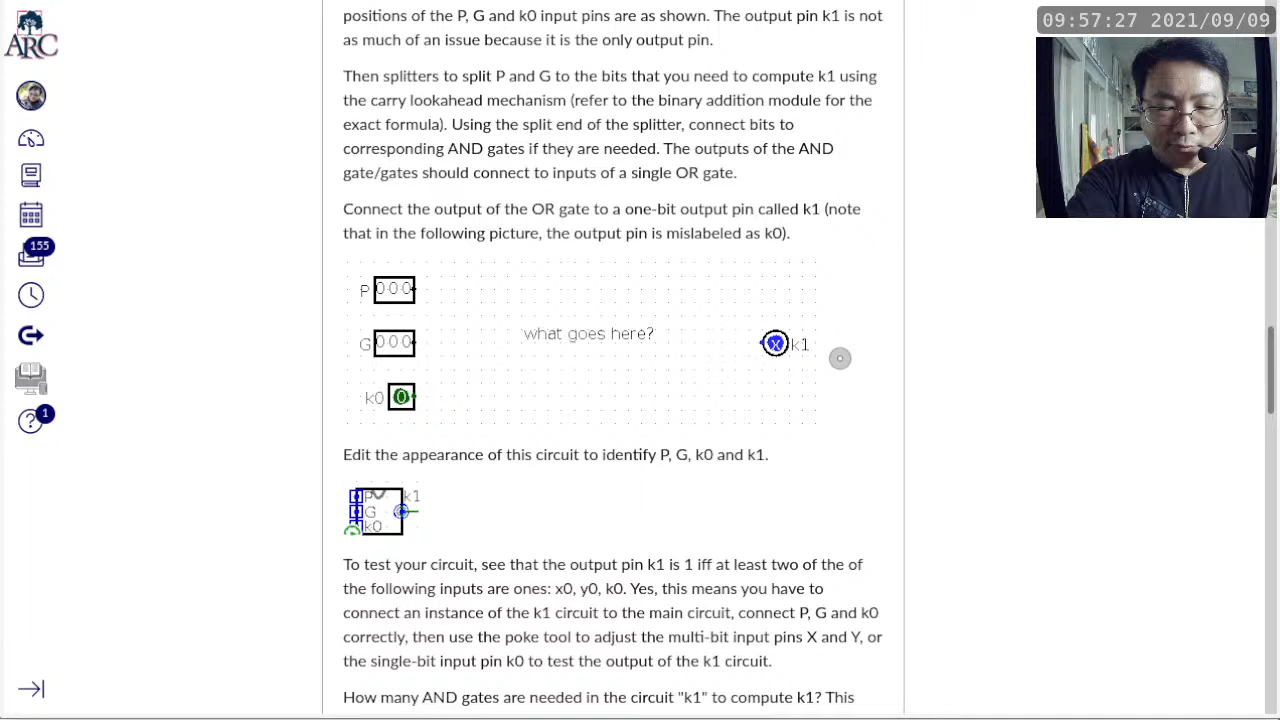 positions of the P, G and k0 input pins are as shown. The output pin k1 is not
as much of an issue because it is the only output pin.
09:57:27 2021/09/09
ARC
Then splitters to split P and G to the bits that you need to compute k1 using
the carry lookahead mechanism (refer to the binary addition module for the
exact formula). Using the split end of the splitter, connect bits to
corresponding AND gates if they are needed. The outputs of the AND
gate/gates should connect to inputs of a single OR gate.
Connect the output of the OR gate to a one-bit output pin called k1 (note
that in the following picture, the output pin is mislabeled as k0).
155
P 000
what goes here?
G 000
x k1
k0 0
1
Edit the appearance of this circuit to identify P, G, k0 and k1.
P k1
G
k0
To test your circuit, see that the output pin k1 is 1 iff at least two of the of
the following inputs are ones: x0, y0, k0. Yes, this means you have to
connect an instance of the k1 circuit to the main circuit, connect P, G and k0
correctly, then use the poke tool to adjust the multi-bit input pins X and Y, or
the single-bit input pin k0 to test the output of the k1 circuit.
How many AND gates are needed in the circuit "k1" to compute k1? This